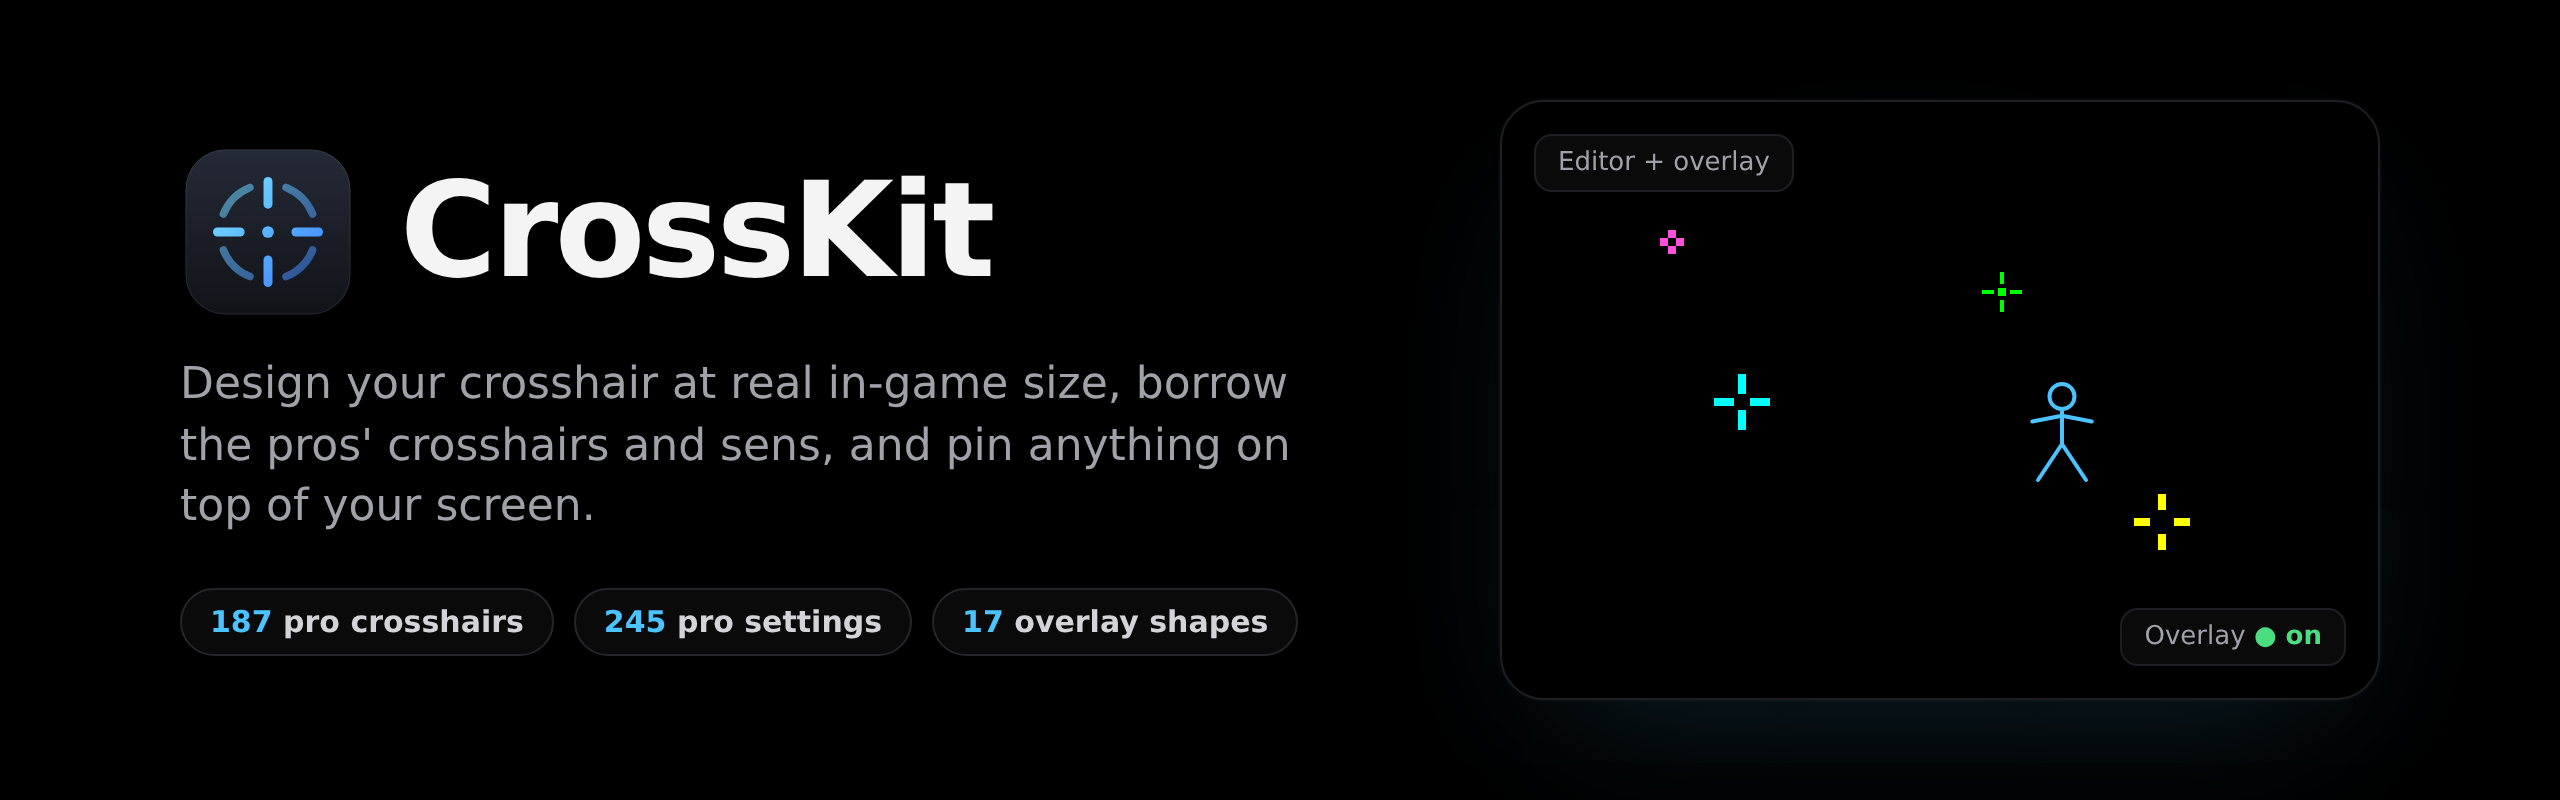 CrossKit
Design your crosshair at real in-game size, borrow
the pros' crosshairs and sens, and pin anything on
top of your screen.
187 pro crosshairs
245 pro settings
17 overlay shapes
Editor + overlay
Overlay ● on